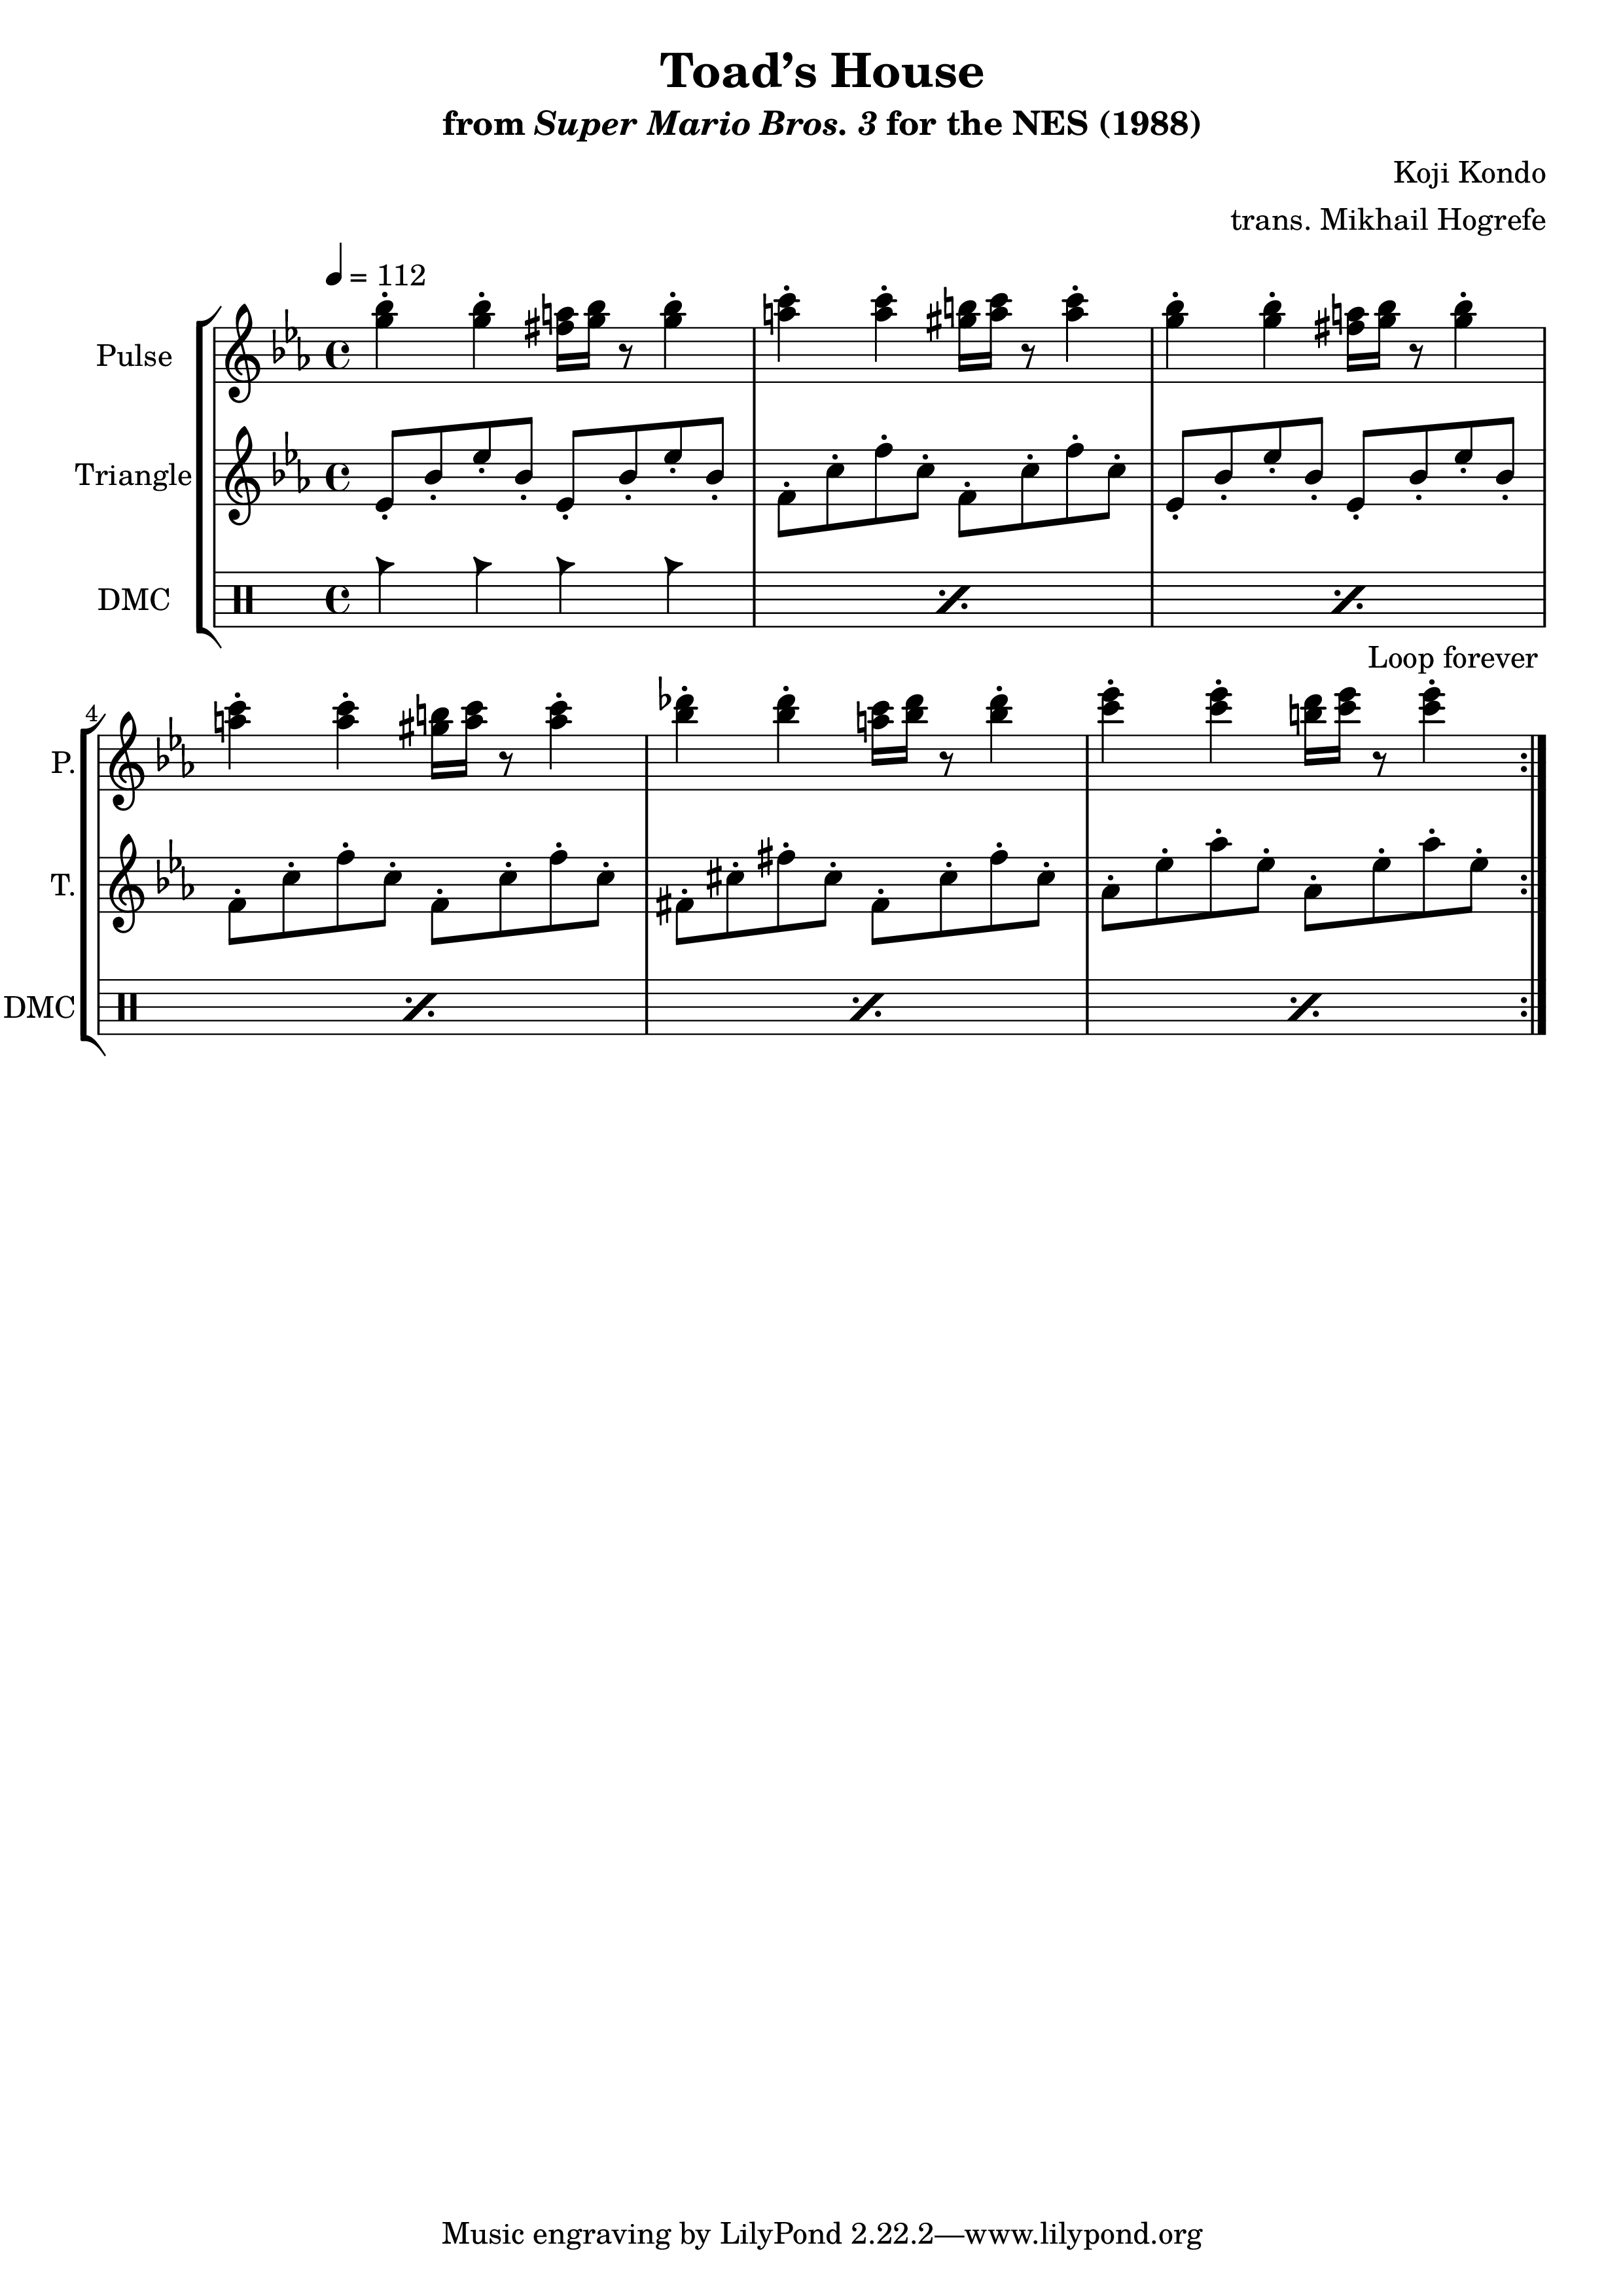 Toad’s House
from Super Mario Bros. 3 for the NES (1988)
Koji Kondo
trans. Mikhail Hogrefe
= 112
Pulse
Triangle
DMC
Loop forever
4
P.
T.
DMC
Music engraving by LilyPond 2.22.2—www.lilypond.org